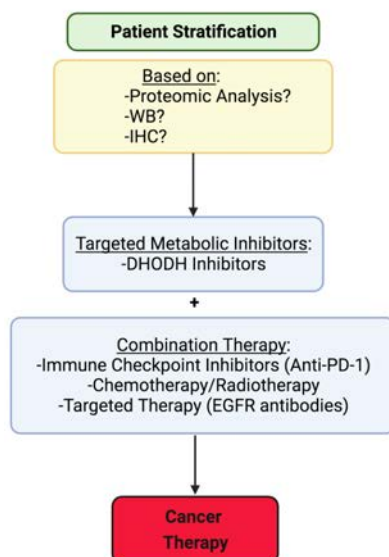 Patient Stratification
Based on:
-Proteomic Analysis?
-WB?
-IHC?
Targeted Metabolic Inhibitors:
-DHODH Inhibitors
+
Combination Therapy:
-Immune Checkpoint Inhibitors (Anti-PD-1)
-Chemotherapy/Radiotherapy
-Targeted Therapy (EGFR antibodies)
Cancer
Therapy